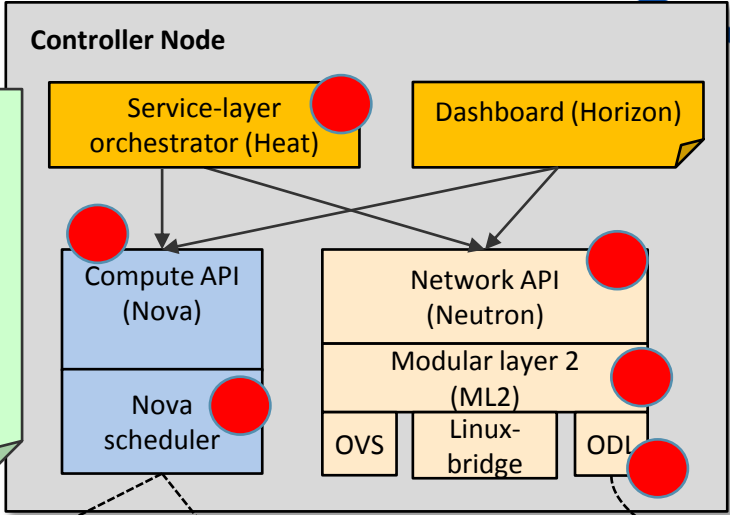 Controller Node
Service-layer
orchestrator (Heat)
Dashboard (Horizon)
Compute API
(Nova)
Network API
(Neutron)
Modular layer 2
(ML2)
Nova
scheduler
OVS
Linux-
bridge
ODL